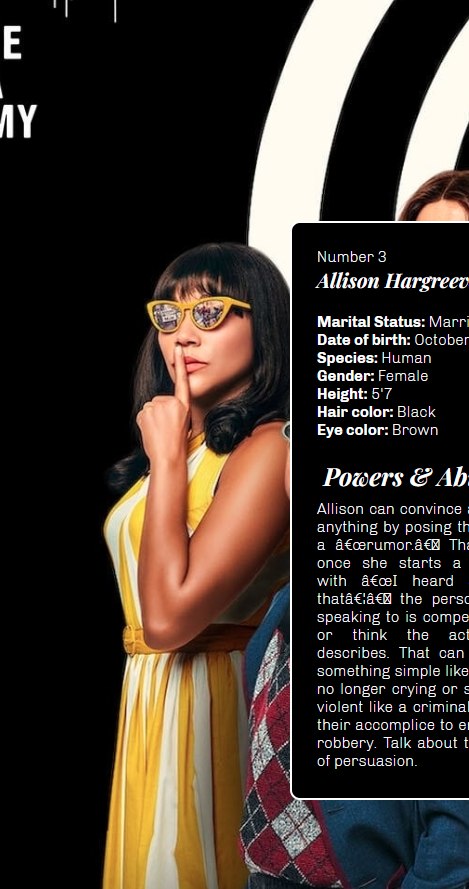 E
A
MY
Number 3
Allison Hargreev
Marital Status: Marri
Date of birth: October
Species: Human
Gender: Female
Height: 5'7
Hair color: Black
Eye color: Brown
Powers & Ab
Allison can convince a
anything by posing th
a â€œrumor.â€� Tha
once she starts a
with â€œI heard
thatâ€¦â€� the perso
speaking to is compe
or think the act
describes. That can
something simple like
no longer crying or s
violent like a criminal
their accomplice to e
robbery. Talk about t
of persuasion.